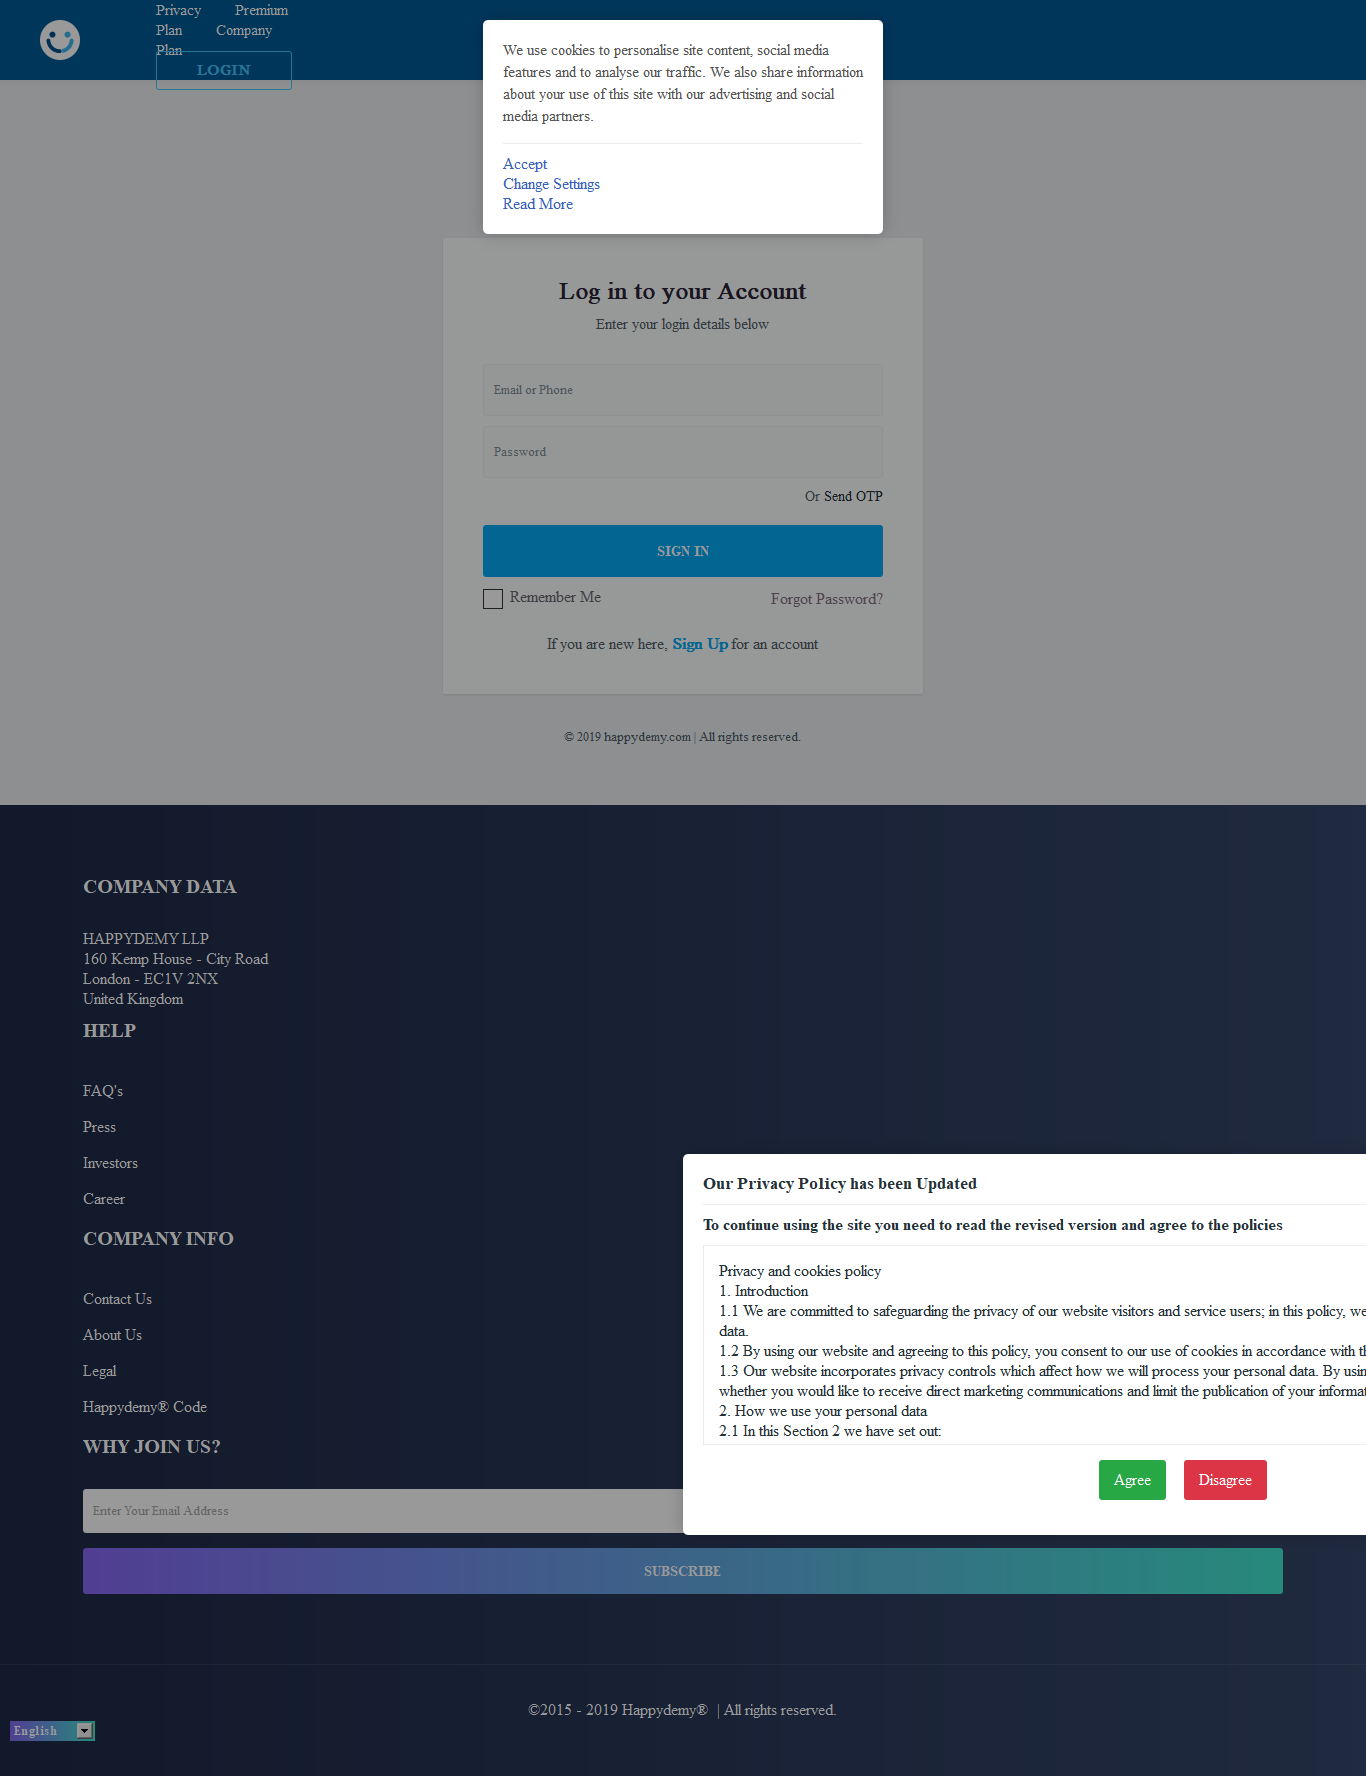 Privacy Premium
Plan Company
Plan
LOGIN
We use cookies to personalise site content, social media
features and to analyse our traffic. We also share information
about your use of this site with our advertising and social
media partners.
Accept
Change Settings
Read More
Log in to your Account
Enter your login details below
Email or Phone
Password
Or Send OTP
SIGN IN
Remember Me
Forgot Password?
If you are new here, Sign Up for an account
© 2019 happydemy.com | All rights reserved.
COMPANY DATA
HAPPYDEMY LLP
160 Kemp House - City Road
London - EC1V 2NX
United Kingdom
HELP
FAQ's
Press
Investors
Career
COMPANY INFO
Contact Us
About Us
Legal
Happydemy® Code
WHY JOIN US?
Enter Your Email Address
SUBSCRIBE
Our Privacy Policy has been Updated
To continue using the site you need to read the revised version and agree to the policies
Privacy and cookies policy
1. Introduction
1.1 We are committed to safeguarding the privacy of our website visitors and service users; in this policy, we
data.
1.2 By using our website and agreeing to this policy, you consent to our use of cookies in accordance with
1.3 Our website incorporates privacy controls which affect how we will process your personal data. By
whether you would like to receive direct marketing communications and limit the publication of your
2. How we use your personal data
2.1 In this Section 2 we have set out:
Agree
Disagree
©2015 - 2019 Happydemy® | All rights reserved.
English